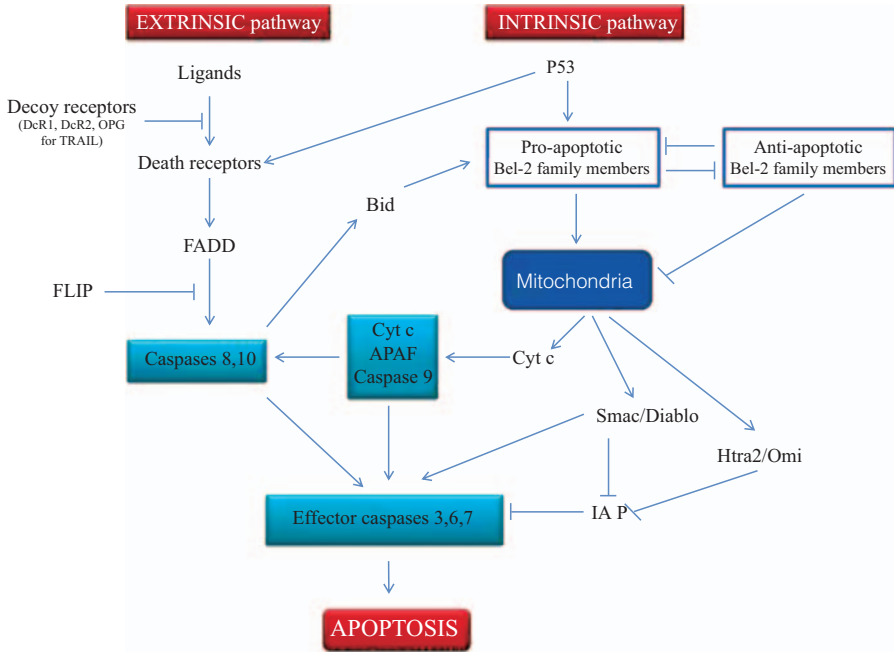 EXTRINSIC pathway
INTRINSIC pathway
Ligands
P53
Decoy receptors
(DcR1, DcR2, OPG
for TRAIL)
Death receptors
Pro-apoptotic
Bel-2 family members
Anti-apoptotic
Bel-2 family members
Bid
FADD
Mitochondria
FLIP
Caspases 8,10
Cyt c
APAF
Caspase 9
Cyt c
Smac/Diablo
Htra2/Omi
Effector caspases 3,6,7
IA P
APOPTOSIS